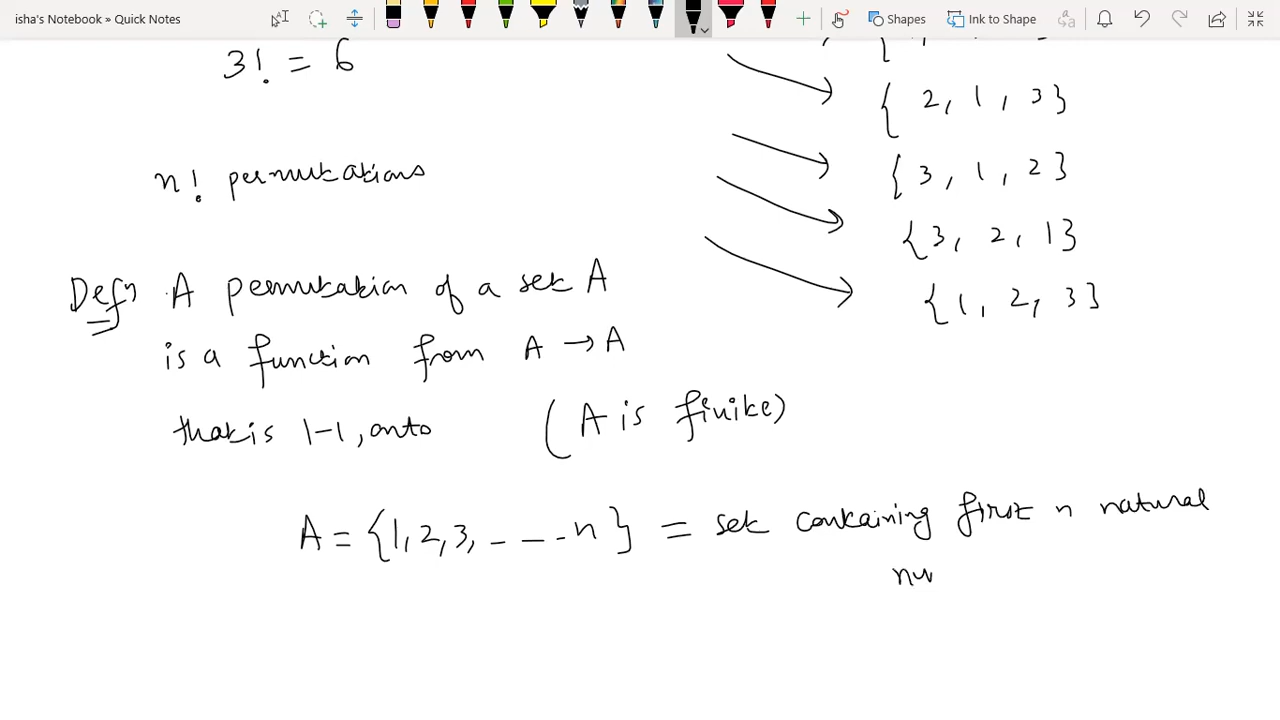 isha's Notebook » Quick Notes
Shapes
Ink to Shape
3! = 6
{2, 1, 3}
n! permutations
{3, 1, 2}
{3, 2, 1}
Defn A permutation of a set A
{1, 2, 3}
is a function from A → A
that is 1-1, onto (A is finite)
A = {1, 2, 3, - - - n} = set containing first n natural
nu